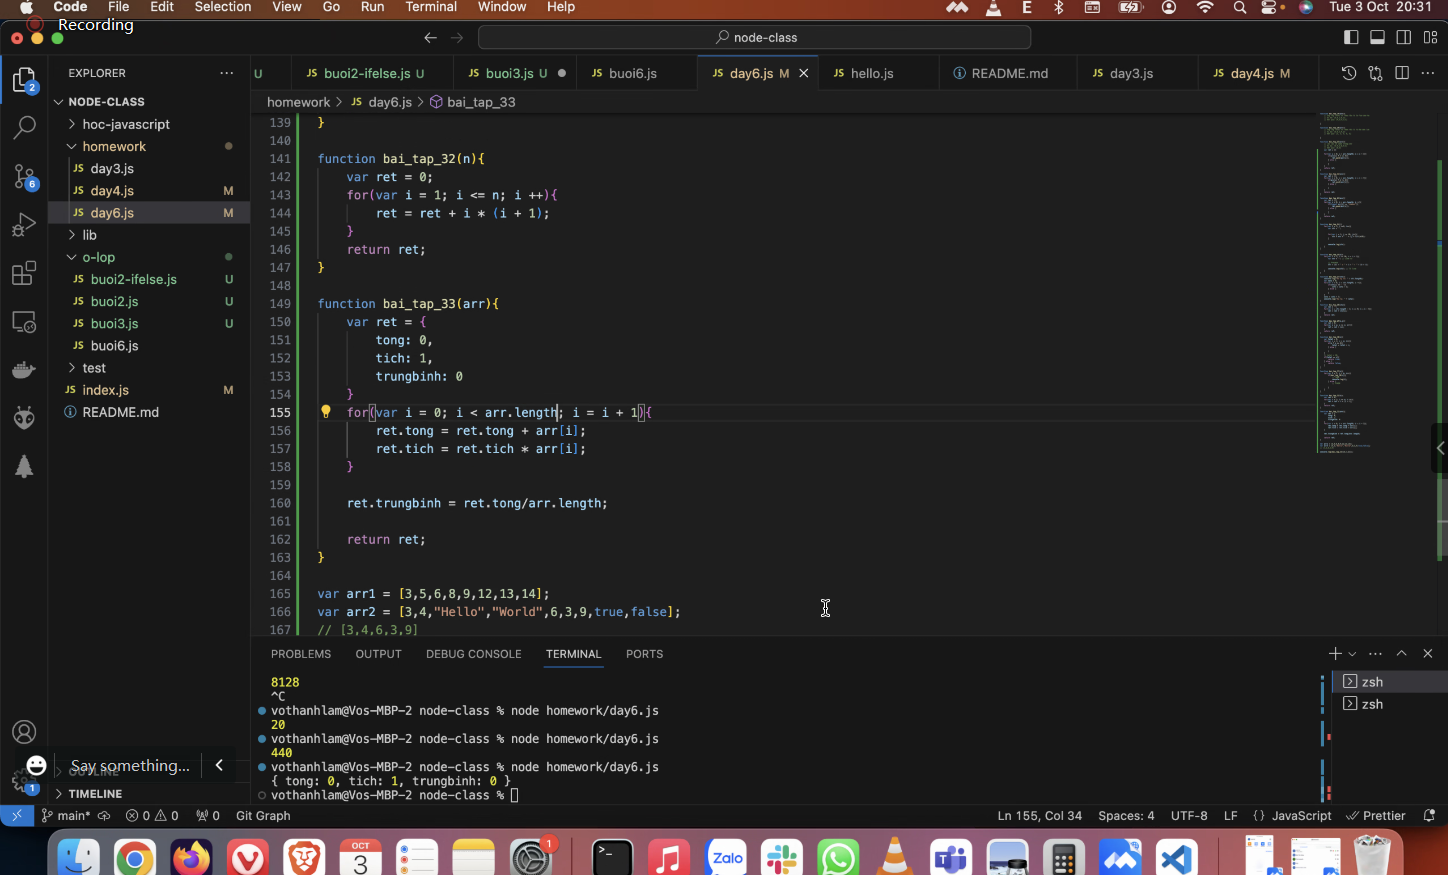 Code File Edit Selection View Go Run Terminal Window Help
E
Tue 3 Oct 20:31
Recording
node-class
EXPLORER
U
JS buoi2-ifelse.js U
JS buoi3.js U
JS buoi6.js
JS day6.js M
JS hello.js
README.md
JS day3.js
JS day4.js M
homework > JS day6.js > bai_tap_33
NODE-CLASS
hoc-javascript
homework
JS day3.js
JS day4.js M
JS day6.js M
lib
o-lop
JS buoi2-ifelse.js U
JS buoi2.js U
JS buoi3.js U
JS buoi6.js
test
JS index.js M
README.md
OUTLINE
TIMELINE
2
6
1
Say something...
139 }
140
141 function bai_tap_32(n){
142 var ret = 0;
143 for(var i = 1; i <= n; i ++){
144 ret = ret + i * (i + 1);
145 }
146 return ret;
147 }
148
149 function bai_tap_33(arr){
150 var ret = {
151 tong: 0,
152 tich: 1,
153 trungbinh: 0
154 }
155 for(var i = 0; i < arr.length; i = i + 1){
156 ret.tong = ret.tong + arr[i];
157 ret.tich = ret.tich * arr[i];
158 }
159
160 ret.trungbinh = ret.tong/arr.length;
161
162 return ret;
163 }
164
165 var arr1 = [3,5,6,8,9,12,13,14];
166 var arr2 = [3,4,"Hello","World",6,3,9,true,false];
167 // [3,4,6,3,9]
PROBLEMS OUTPUT DEBUG CONSOLE TERMINAL PORTS
8128
^C
vothanhlam@Vos-MBP-2 node-class % node homework/day6.js
20
vothanhlam@Vos-MBP-2 node-class % node homework/day6.js
440
vothanhlam@Vos-MBP-2 node-class % node homework/day6.js
{ tong: 0, tich: 1, trungbinh: 0 }
vothanhlam@Vos-MBP-2 node-class %
zsh
zsh
main* 0 0 0 Git Graph
Ln 155, Col 34 Spaces: 4 UTF-8 LF {} JavaScript Prettier
OCT
3
1
Zalo